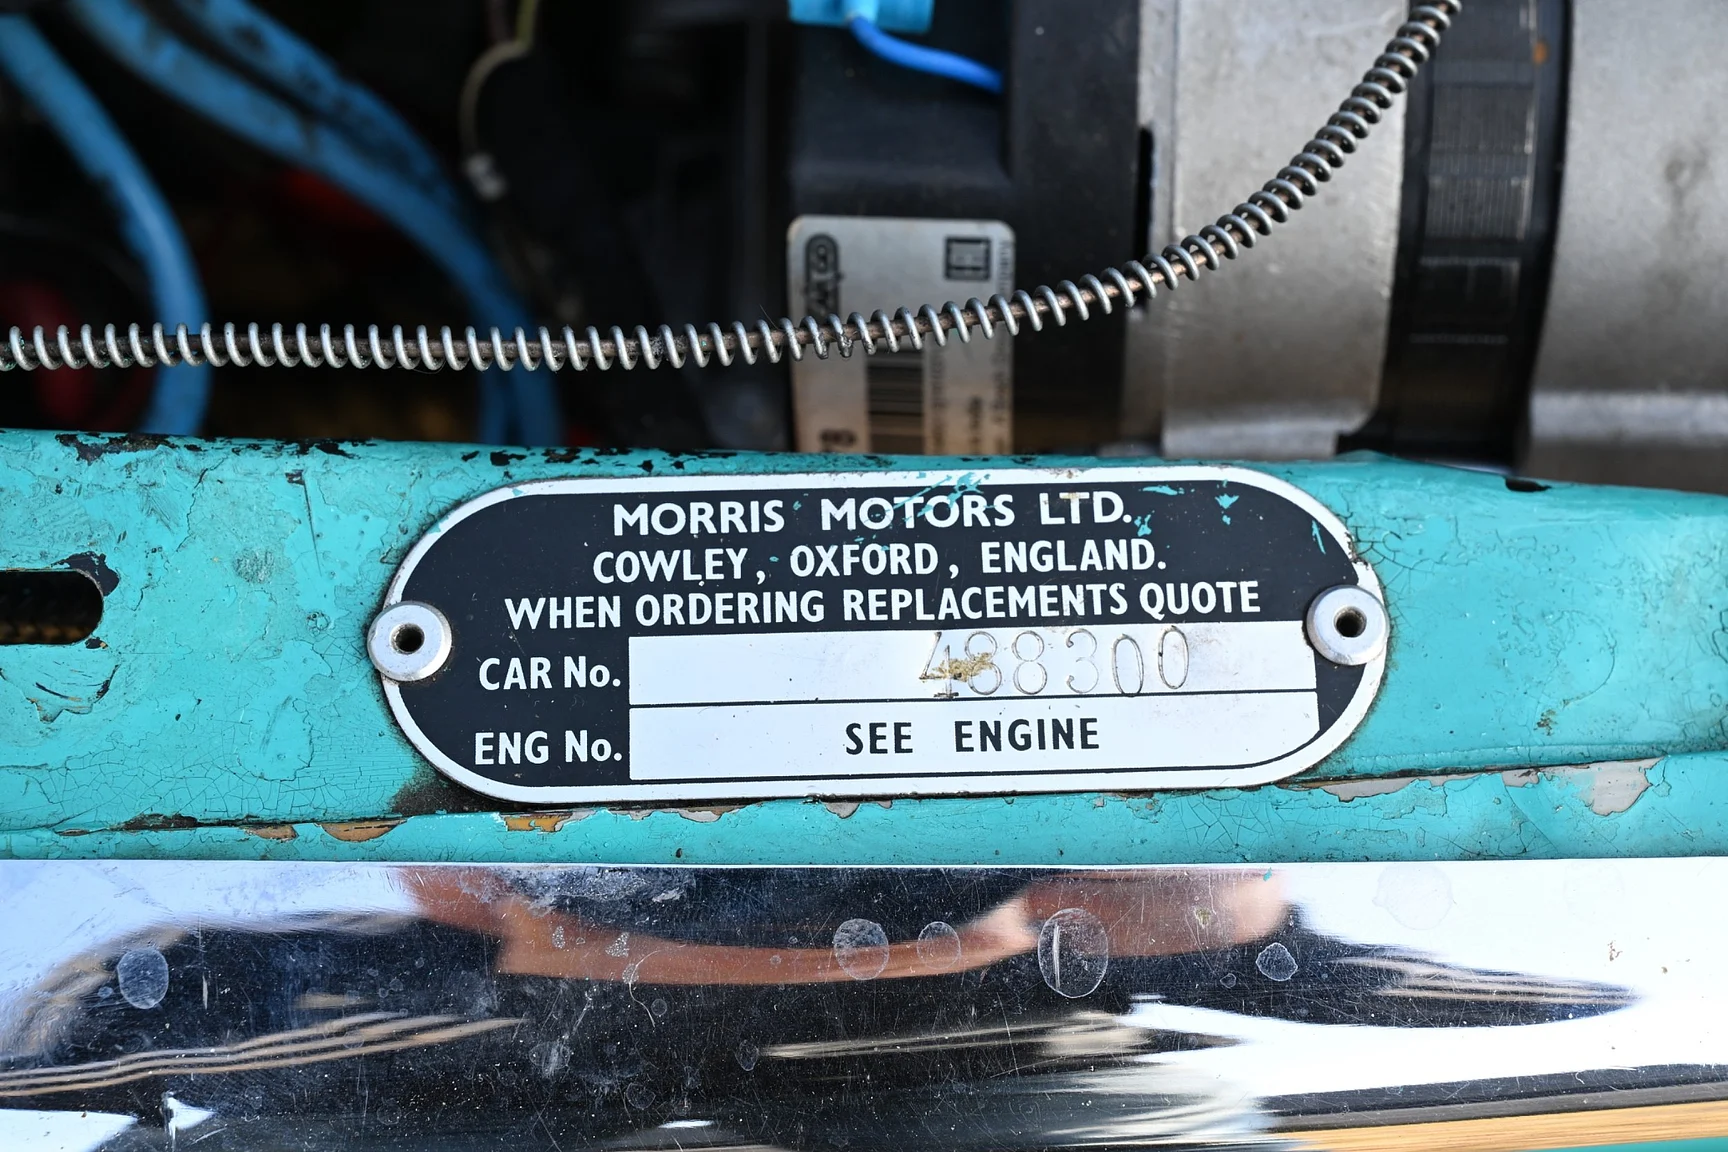 MORRIS MOTORS LTD.
COWLEY, OXFORD, ENGLAND.
WHEN ORDERING REPLACEMENTS QUOTE
CAR No. 488300
ENG No. SEE ENGINE